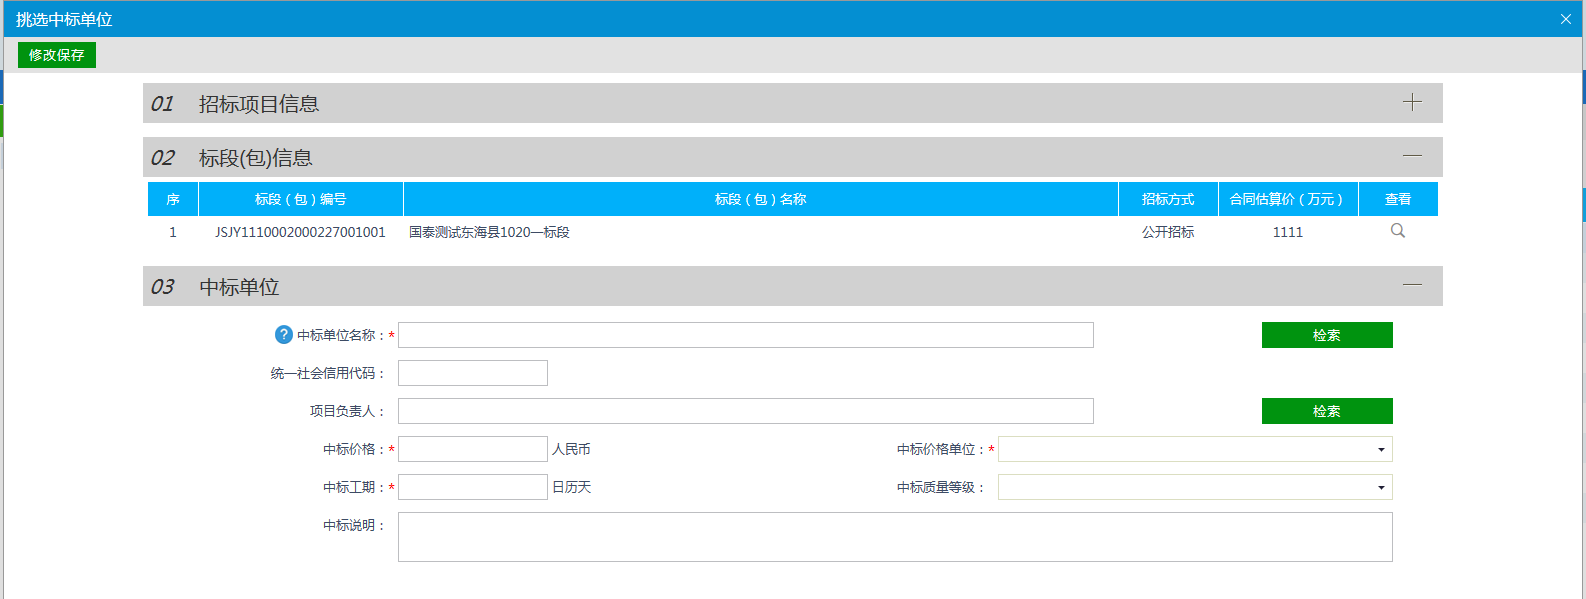 挑选中标单位
修改保存
01 招标项目信息
02 标段(包)信息
序 标段（包）编号 标段（包）名称 招标方式 合同估算价（万元） 查看
1 JSJY1110002000227001001 国泰测试东海县1020一标段 公开招标 1111
03 中标单位
? 中标单位名称：* 检索
统一社会信用代码：
项目负责人： 检索
中标价格：* 人民币 中标价格单位：*
中标工期：* 日历天 中标质量等级：
中标说明：